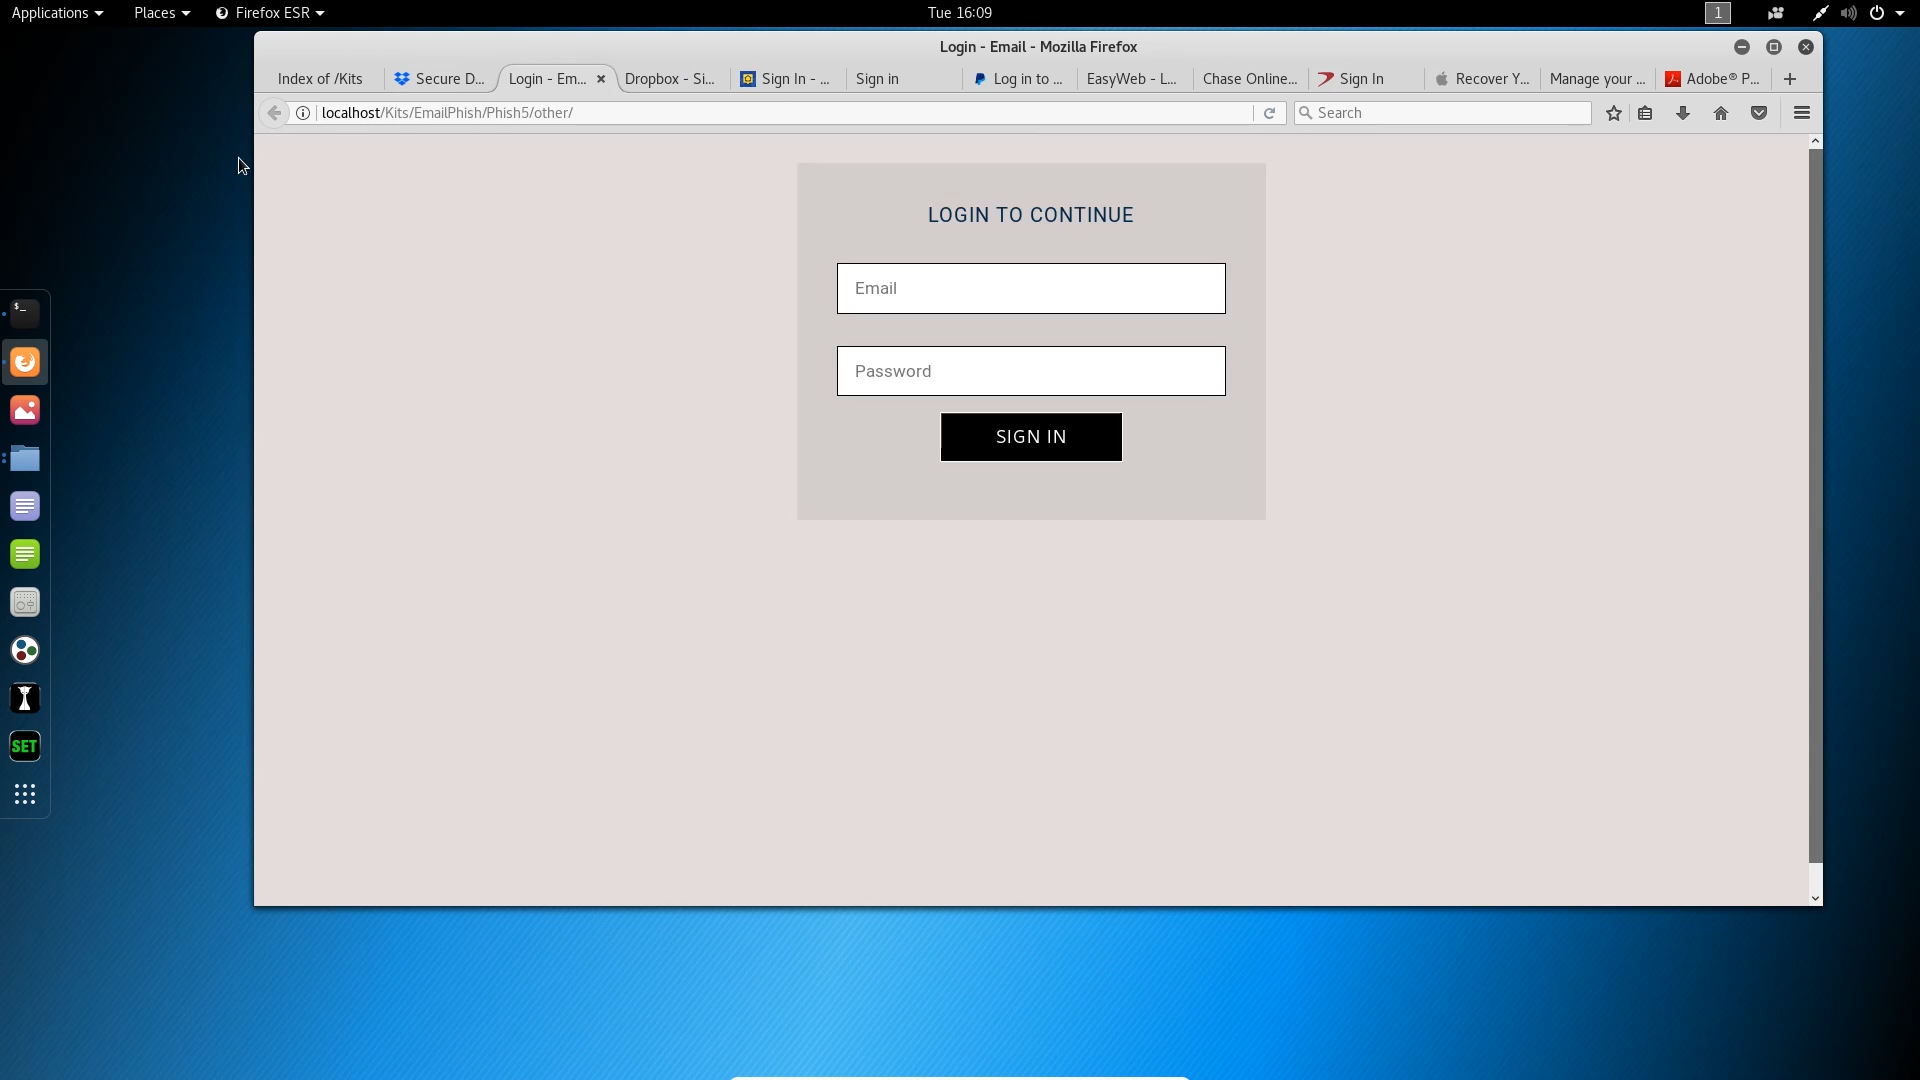 Applications Places Firefox ESR Tue 16:09 1
Login - Email - Mozilla Firefox
Index of /Kits Secure D... Login - Em... Dropbox - Si... Sign In - ... Sign in Log in to ... EasyWeb - L... Chase Online... Sign In Recover Y... Manage your ... Adobe® P...
localhost/Kits/EmailPhish/Phish5/other/ Search
LOGIN TO CONTINUE
Email
Password
SIGN IN
$_
SET